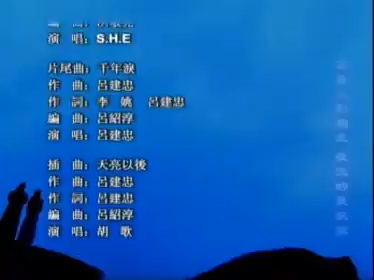 演 唱：S.H.E
片尾曲：千年淚
作 曲：呂建忠
作 詞：李 姚 呂建忠
編 曲：呂紹淳
演 唱：呂建忠
插 曲：天亮以後
作 曲：呂建忠
作 詞：呂建忠
編 曲：呂紹淳
演 唱：胡 歌